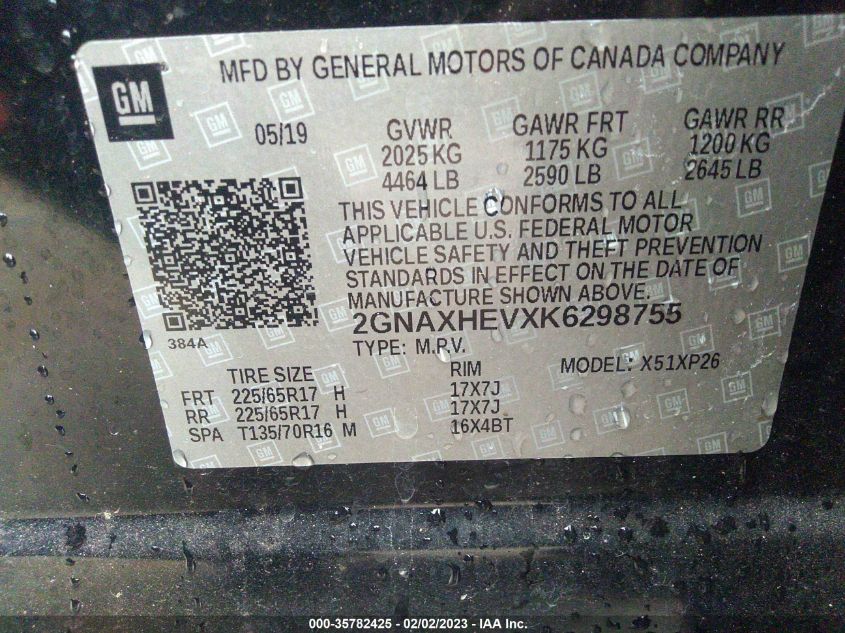 MFD BY GENERAL MOTORS OF CANADA COMPANY
GM
05/19
GVWR
2025 KG
4464 LB
GAWR FRT
1175 KG
2590 LB
GAWR RR
1200 KG
2645 LB
THIS VEHICLE CONFORMS TO ALL
APPLICABLE U.S. FEDERAL MOTOR
VEHICLE SAFETY AND THEFT PREVENTION
STANDARDS IN EFFECT ON THE DATE OF
MANUFACTURE SHOWN ABOVE.
2GNAXHEVXK6298755
384A
TYPE: M.P.V.
MODEL: X51XP26
TIRE SIZE RIM
FRT 225/65R17 H 17X7J
RR 225/65R17 H 17X7J
SPA T135/70R16 M 16X4BT
000-35782425 - 02/02/2023 - IAA Inc.